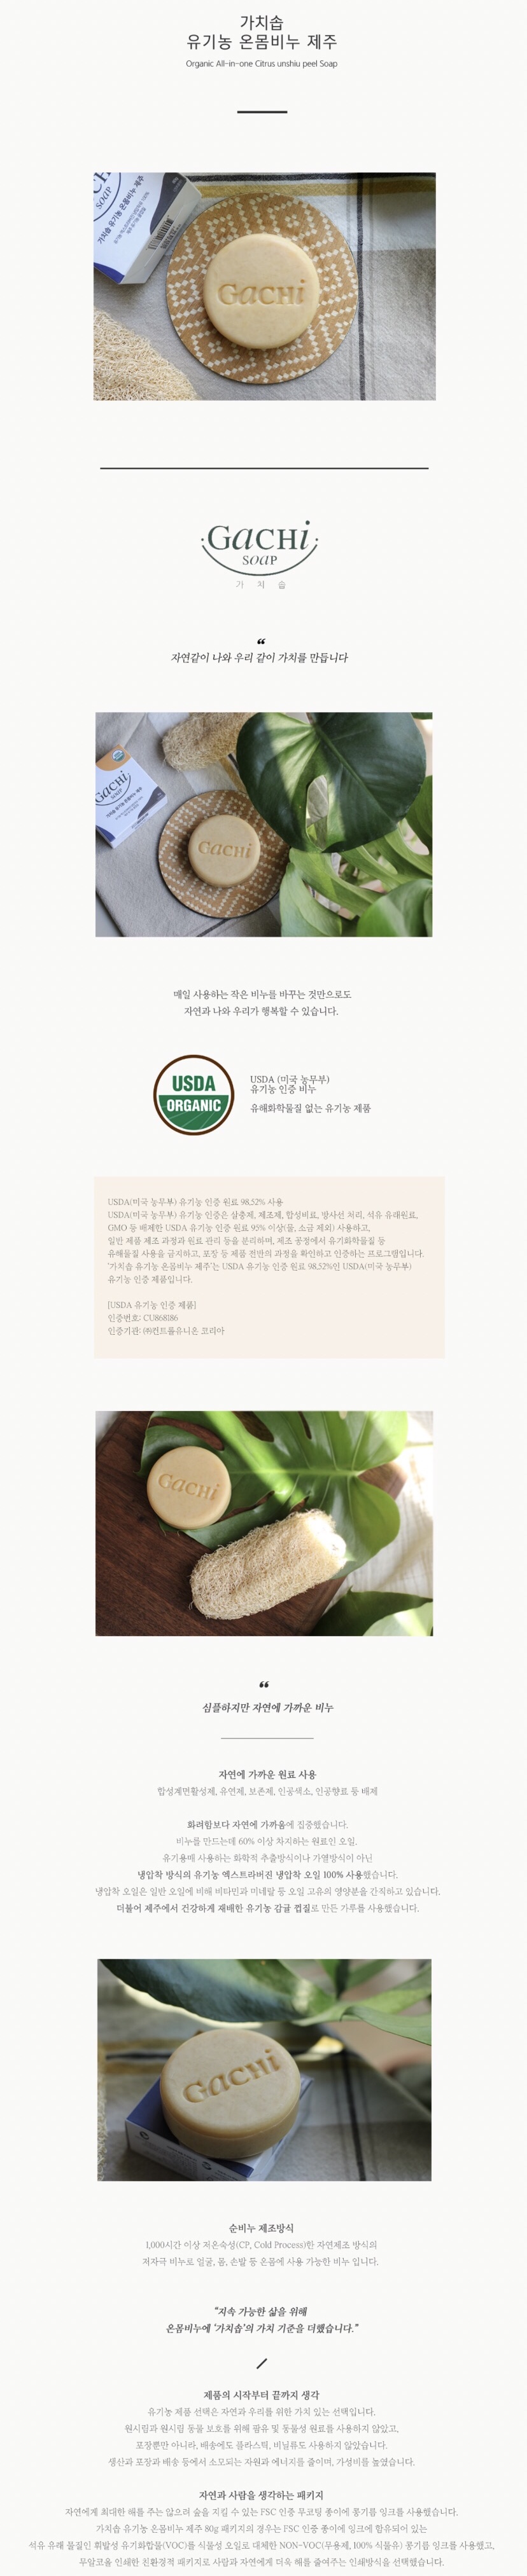 가치솝
유기농 온몸비누 제주
Organic All-in-one Citrus unshiu peel Soap
SOAP
가치솝 유기농 온몸비누 제주
GACHi
GACHi
SOAP
가 치 솝
“
자연같이 나와 우리 같이 가치를 만듭니다
GACHi
SOAP
가치솝 유기농 온몸비누 제주
GACHi
매일 사용하는 작은 비누를 바꾸는 것만으로도
자연과 나와 우리가 행복할 수 있습니다.
USDA
ORGANIC
USDA (미국 농무부)
유기농 인증 비누
유해화학물질 없는 유기농 제품
USDA(미국 농무부) 유기농 인증 원료 98.52% 사용
USDA(미국 농무부) 유기농 인증은 살충제, 제조제, 합성비료, 방사선 처리, 석유 유래원료,
GMO 등 배제한 USDA 유기농 인증 원료 95% 이상(물, 소금 제외) 사용하고,
일반 제품 제조 과정과 원료 관리 등을 분리하며, 제조 공정에서 유기화학물질 등
유해물질 사용을 금지하고, 포장 등 제품 전반의 과정을 확인하고 인증하는 프로그램입니다.
'가치솝 유기농 온몸비누 제주'는 USDA 유기농 인증 원료 98.52%인 USDA(미국 농무부)
유기농 인증 제품입니다.
[USDA 유기농 인증 제품]
인증번호: CU868186
인증기관: ㈜컨트롤유니온 코리아
GACHi
“
심플하지만 자연에 가까운 비누
자연에 가까운 원료 사용
합성계면활성제, 유연제, 보존제, 인공색소, 인공향료 등 배제
화려함보다 자연에 가까움에 집중했습니다.
비누를 만드는데 60% 이상 차지하는 원료인 오일.
유기용매 사용하는 화학적 추출방식이나 가열방식이 아닌
냉압착 방식의 유기농 엑스트라버진 냉압착 오일 100% 사용했습니다.
냉압착 오일은 일반 오일에 비해 비타민과 미네랄 등 오일 고유의 영양분을 간직하고 있습니다.
더불어 제주에서 건강하게 재배한 유기농 감귤 껍질로 만든 가루를 사용했습니다.
GACHi
순비누 제조방식
1,000시간 이상 저온숙성(CP, Cold Process)한 자연제조 방식의
저자극 비누로 얼굴, 몸, 손발 등 온몸에 사용 가능한 비누 입니다.
“지속 가능한 삶을 위해
온몸비누에 ‘가치솝’의 가치 기준을 더했습니다.”
제품의 시작부터 끝까지 생각
유기농 제품 선택은 자연과 우리를 위한 가치 있는 선택입니다.
원시림과 원시림 동물 보호를 위해 팜유 및 동물성 원료를 사용하지 않았고,
포장뿐만 아니라, 배송에도 플라스틱, 비닐류도 사용하지 않았습니다.
생산과 포장과 배송 등에서 소모되는 자원과 에너지를 줄이며, 가성비를 높였습니다.
자연과 사람을 생각하는 패키지
자연에게 최대한 해를 주는 않으려 숲을 지킬 수 있는 FSC 인증 무코팅 종이에 콩기름 잉크를 사용했습니다.
가치솝 유기농 온몸비누 제주 80g 패키지의 경우는 FSC 인증 종이에 잉크에 함유되어 있는
석유 유래 물질인 휘발성 유기화합물(VOC)를 식물성 오일로 대체한 NON-VOC(무용제, 100% 식물유) 콩기름 잉크를 사용했고,
무알코올 인쇄한 친환경적 패키지로 사람과 자연에게 더욱 해를 줄여주는 인쇄방식을 선택했습니다.